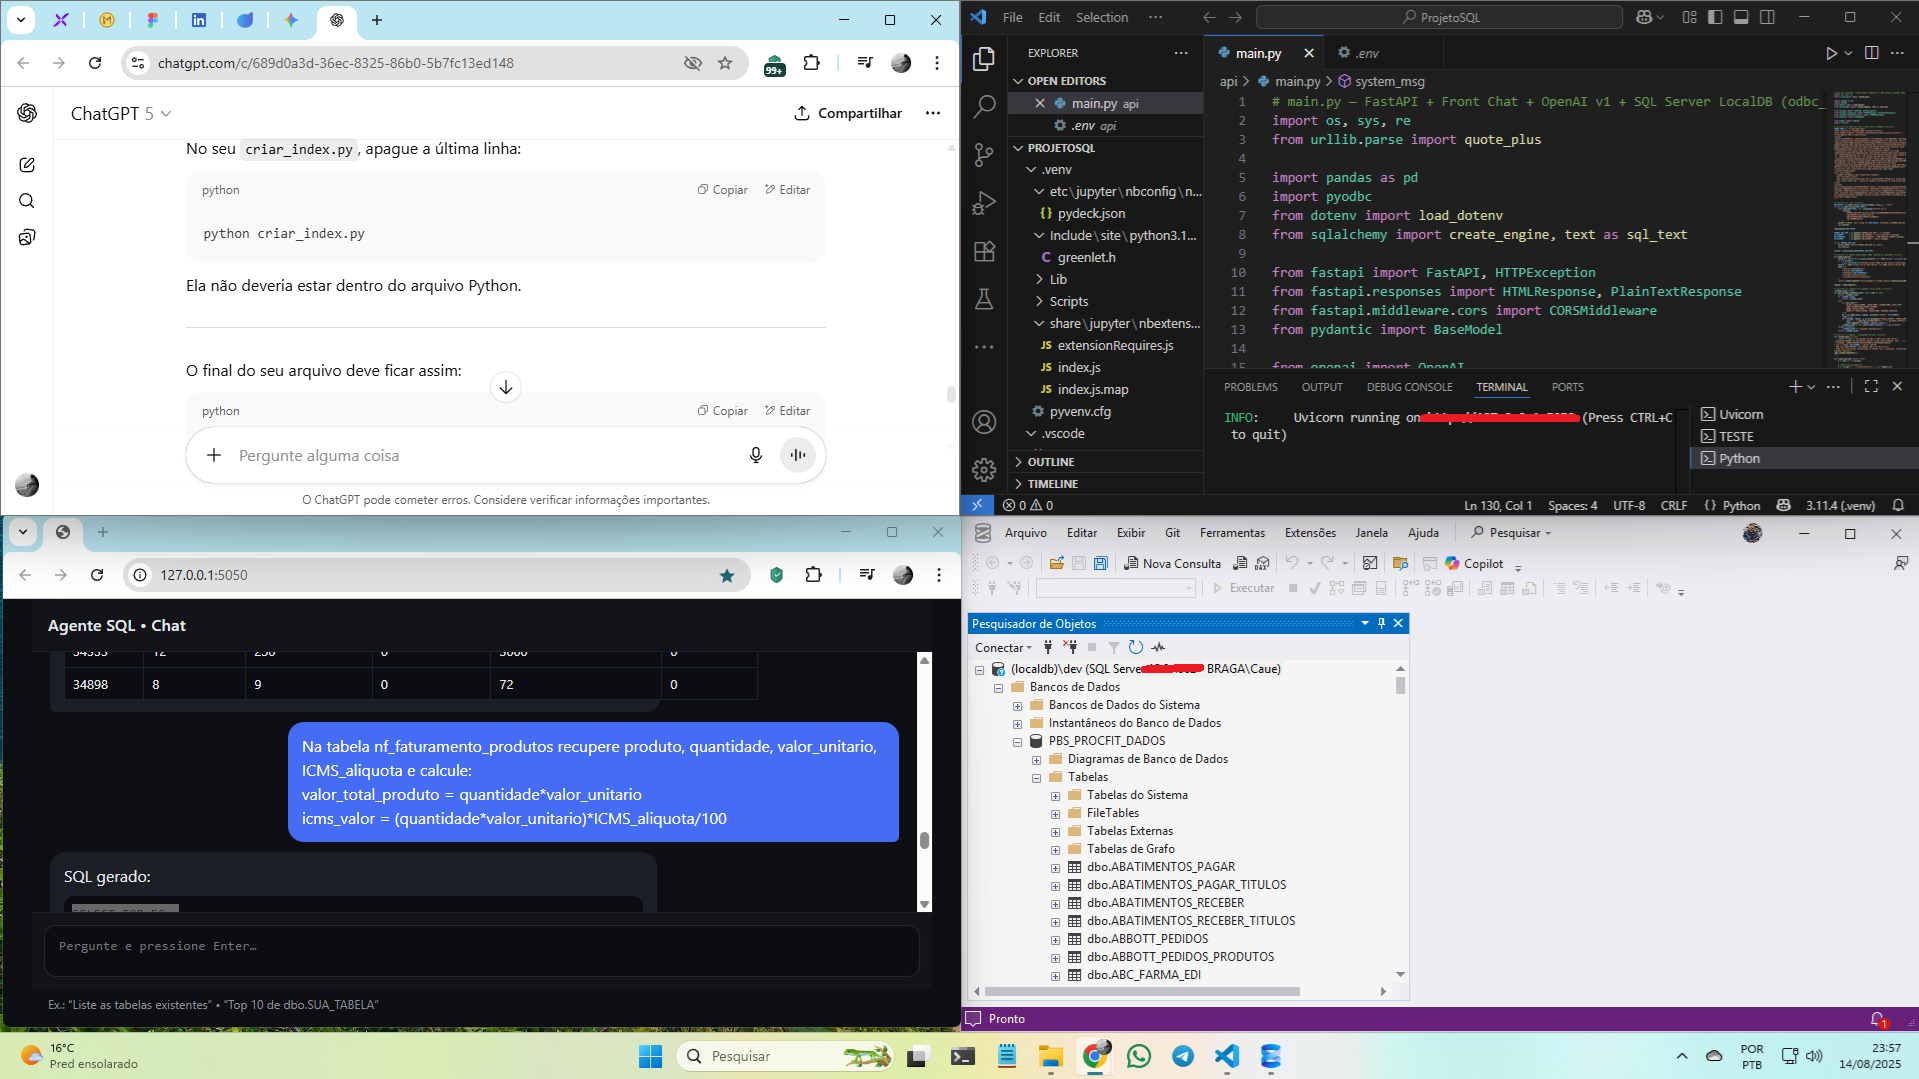 chatgpt.com/c/689d0a3d-36ec-8325-86b0-5b7fc13ed148
99+
ChatGPT 5
Compartilhar
No seu criar_index.py, apague a última linha:
python
Copiar
Editar
python criar_index.py
Ela não deveria estar dentro do arquivo Python.
O final do seu arquivo deve ficar assim:
python
Copiar
Editar
Pergunte alguma coisa
O ChatGPT pode cometer erros. Considere verificar informações importantes.
File Edit Selection ···
ProjetoSQL
EXPLORER
OPEN EDITORS
main.py api
.env api
PROJETOSQL
.venv
etc\jupyter\nbconfig\n...
pydeck.json
Include\site\python3.1...
greenlet.h
Lib
Scripts
share\jupyter\nbextens...
extensionRequires.js
index.js
index.js.map
pyvenv.cfg
.vscode
OUTLINE
TIMELINE
main.py
.env
api > main.py > system_msg
1 # main.py — FastAPI + Front Chat + OpenAI v1 + SQL Server LocalDB (odbc_
2 import os, sys, re
3 from urllib.parse import quote_plus
4
5 import pandas as pd
6 import pyodbc
7 from dotenv import load_dotenv
8 from sqlalchemy import create_engine, text as sql_text
9
10 from fastapi import FastAPI, HTTPException
11 from fastapi.responses import HTMLResponse, PlainTextResponse
12 from fastapi.middleware.cors import CORSMiddleware
13 from pydantic import BaseModel
14
15 from openai import OpenAI
PROBLEMS OUTPUT DEBUG CONSOLE TERMINAL PORTS
INFO: Uvicorn running on (Press CTRL+C
to quit)
Uvicorn
TESTE
Python
0 0
Ln 130, Col 1 Spaces: 4 UTF-8 CRLF {} Python 3.11.4 (.venv)
127.0.0.1:5050
Agente SQL • Chat
34333 12 250 0 3000 0
34898 8 9 0 72 0
Na tabela nf_faturamento_produtos recupere produto, quantidade, valor_unitario,
ICMS_aliquota e calcule:
valor_total_produto = quantidade*valor_unitario
icms_valor = (quantidade*valor_unitario)*ICMS_aliquota/100
SQL gerado:
Pergunte e pressione Enter…
Ex.: “Liste as tabelas existentes” • “Top 10 de dbo.SUA_TABELA”
Arquivo Editar Exibir Git Ferramentas Extensões Janela Ajuda Pesquisar
Nova Consulta
DAX
Copilot
Executar
Pesquisador de Objetos
Conectar
(localdb)\dev (SQL Server BRAGA\Caue)
Bancos de Dados
Bancos de Dados do Sistema
Instantâneos do Banco de Dados
PBS_PROCFIT_DADOS
Diagramas de Banco de Dados
Tabelas
Tabelas do Sistema
FileTables
Tabelas Externas
Tabelas de Grafo
dbo.ABATIMENTOS_PAGAR
dbo.ABATIMENTOS_PAGAR_TITULOS
dbo.ABATIMENTOS_RECEBER
dbo.ABATIMENTOS_RECEBER_TITULOS
dbo.ABBOTT_PEDIDOS
dbo.ABBOTT_PEDIDOS_PRODUTOS
dbo.ABC_FARMA_EDI
Pronto
1
16°C
Pred ensolarado
Pesquisar
POR
PTB
23:57
14/08/2025